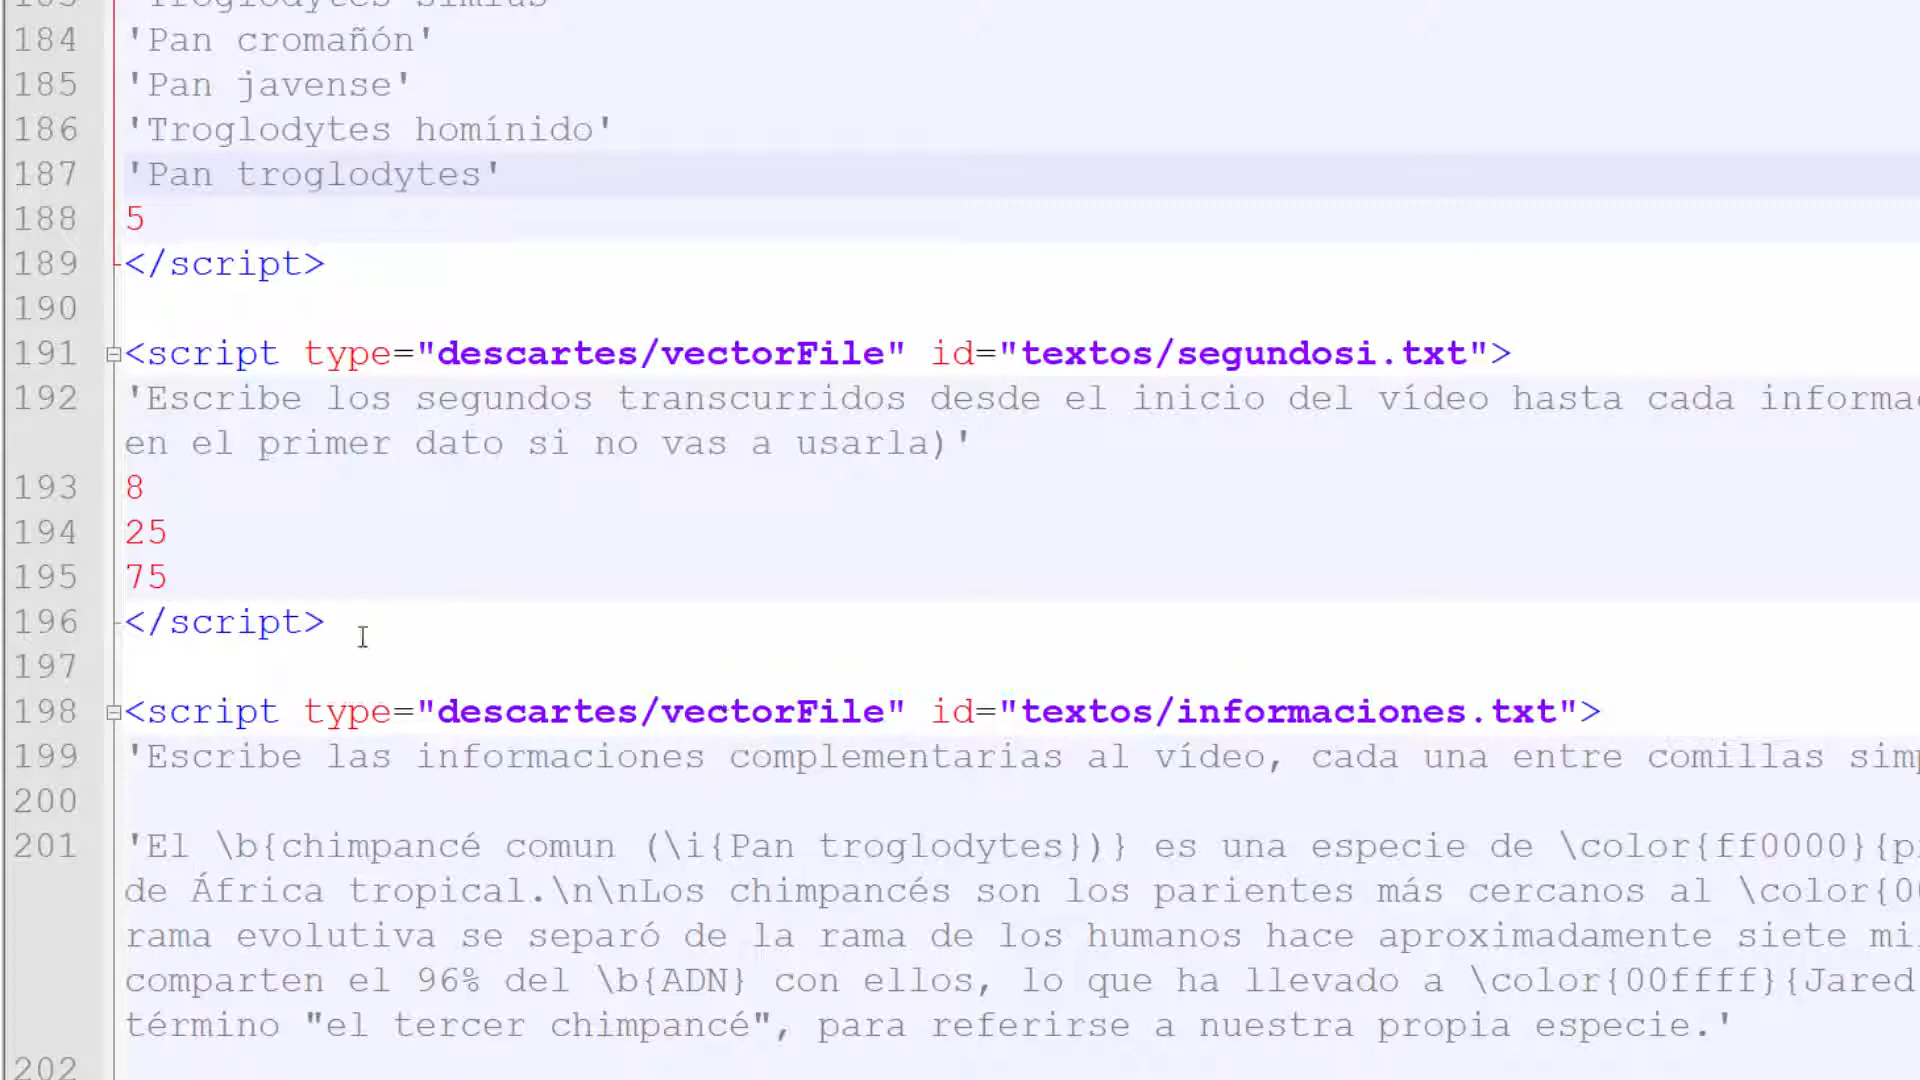 184 'Pan cromañón'
185 'Pan javense'
186 'Troglodytes homínido'
187 'Pan troglodytes'
188 5
189 </script>
190
191 <script type="descartes/vectorFile" id="textos/segundosi.txt">
192 'Escribe los segundos transcurridos desde el inicio del vídeo hasta cada
en el primer dato si no vas a usarla)'
193 8
194 25
195 75
196 </script>
197
198 <script type="descartes/vectorFile" id="textos/informaciones.txt">
199 'Escribe las informaciones complementarias al vídeo, cada una entre comillas
200
201 'El \b{chimpancé comun (\i{Pan troglodytes})} es una especie de \color{ff0000}{p
de África tropical.\n\nLos chimpancés son los parientes más cercanos al \color{0
rama evolutiva se separó de la rama de los humanos hace aproximadamente siete
comparten el 96% del \b{ADN} con ellos, lo que ha llevado a \color{00ffff}{Jared
término "el tercer chimpancé", para referirse a nuestra propia especie.'
202